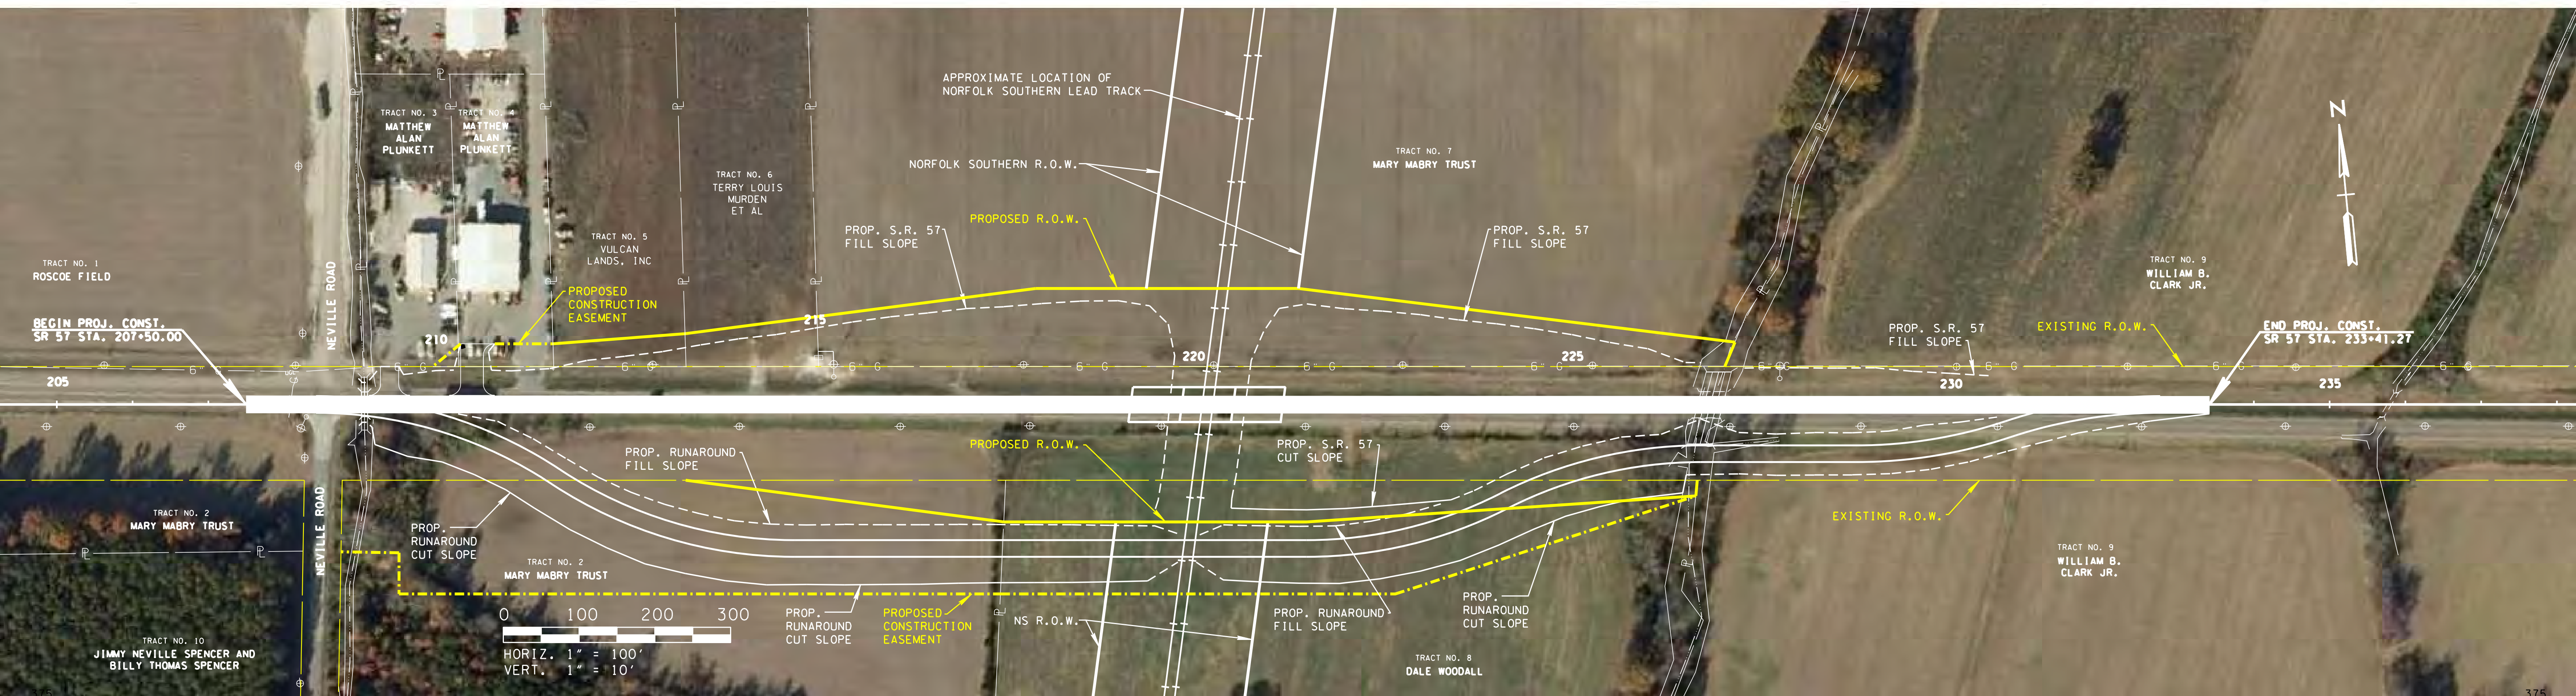 APPROXIMATE LOCATION OF
NORFOLK SOUTHERN LEAD TRACK
TRACT NO. 3
MATTHEW
ALAN
PLUNKETT
TRACT NO. 4
MATTHEW
ALAN
PLUNKETT
NORFOLK SOUTHERN R.O.W.
TRACT NO. 7
MARY MABRY TRUST
TRACT NO. 6
TERRY LOUIS
MURDEN
ET AL
TRACT NO. 5
VULCAN
LANDS, INC
PROP. S.R. 57
FILL SLOPE
PROPOSED R.O.W.
PROP. S.R. 57
FILL SLOPE
N
TRACT NO. 1
ROSCOE FIELD
NEVILLE ROAD
PROPOSED
CONSTRUCTION
EASEMENT
TRACT NO. 9
WILLIAM B.
CLARK JR.
BEGIN PROJ. CONST.
SR 57 STA. 207+50.00
PROP. S.R. 57
FILL SLOPE
EXISTING R.O.W.
END PROJ. CONST.
SR 57 STA. 233+41.27
205
210
215
220
225
230
235
6" G
6" G
6" G
6" G
6" G
6" G
6" G
6" G
6" G
PROP. RUNAROUND
FILL SLOPE
PROPOSED R.O.W.
PROP. S.R. 57
CUT SLOPE
NEVILLE ROAD
TRACT NO. 2
MARY MABRY TRUST
PROP.
RUNAROUND
CUT SLOPE
EXISTING R.O.W.
TRACT NO. 2
MARY MABRY TRUST
TRACT NO. 9
WILLIAM B.
CLARK JR.
0 100 200 300
HORIZ. 1" = 100'
VERT. 1" = 10'
PROP.
RUNAROUND
CUT SLOPE
PROPOSED
CONSTRUCTION
EASEMENT
NS R.O.W.
PROP. RUNAROUND
FILL SLOPE
PROP.
RUNAROUND
CUT SLOPE
TRACT NO. 10
JIMMY NEVILLE SPENCER AND
BILLY THOMAS SPENCER
TRACT NO. 8
DALE WOODALL